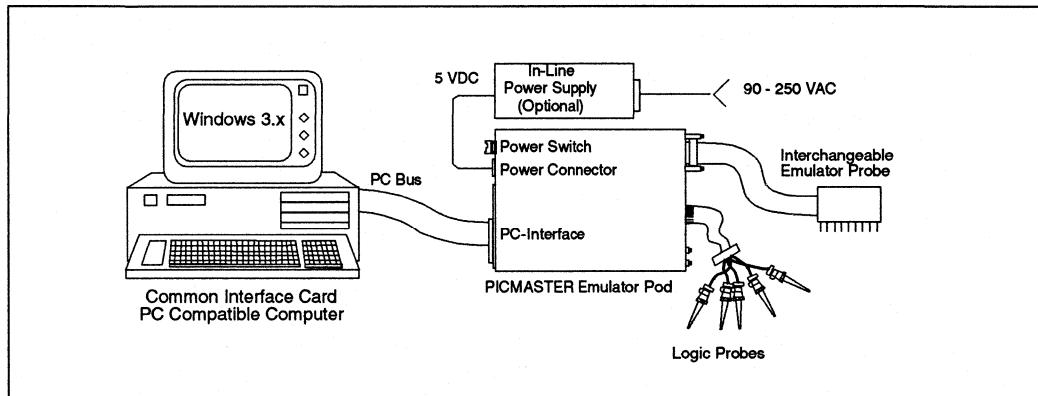 5 VDC
In-Line
Power Supply
(Optional)
90 - 250 VAC
Windows 3.x
Power Switch
Power Connector
Interchangeable
Emulator Probe
PC Bus
PC-Interface
PICMASTER Emulator Pod
Common Interface Card
PC Compatible Computer
Logic Probes